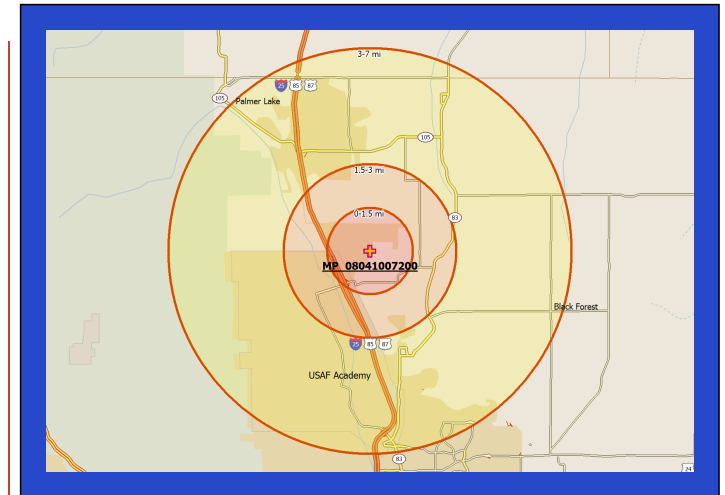 3-7 mi
25 85 87
105
Palmer Lake
105
1.5-3 mi
0-1.5 mi
83
MP 08041007200
Black Forest
25 85 87
USAF Academy
83
24